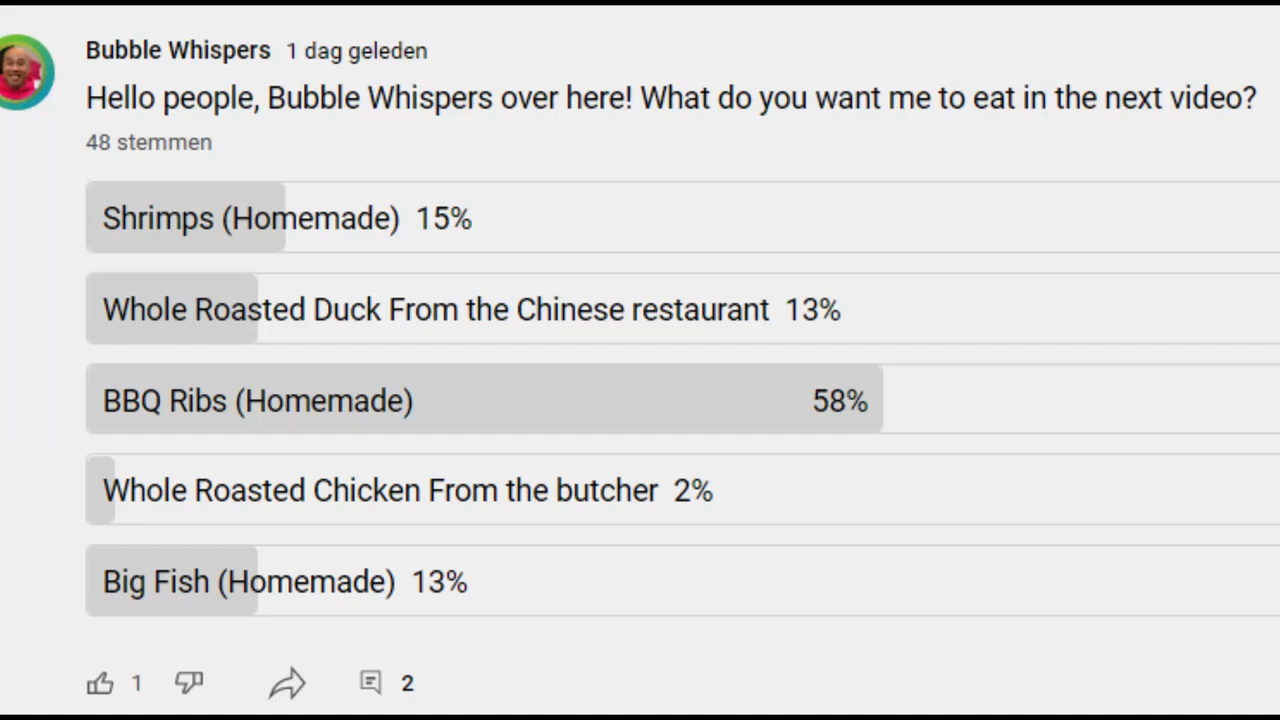 Bubble Whispers 1 dag geleden
Hello people, Bubble Whispers over here! What do you want me to eat in the next video?
48 stemmen
Shrimps (Homemade) 15%
Whole Roasted Duck From the Chinese restaurant 13%
BBQ Ribs (Homemade) 58%
Whole Roasted Chicken From the butcher 2%
Big Fish (Homemade) 13%
1 2